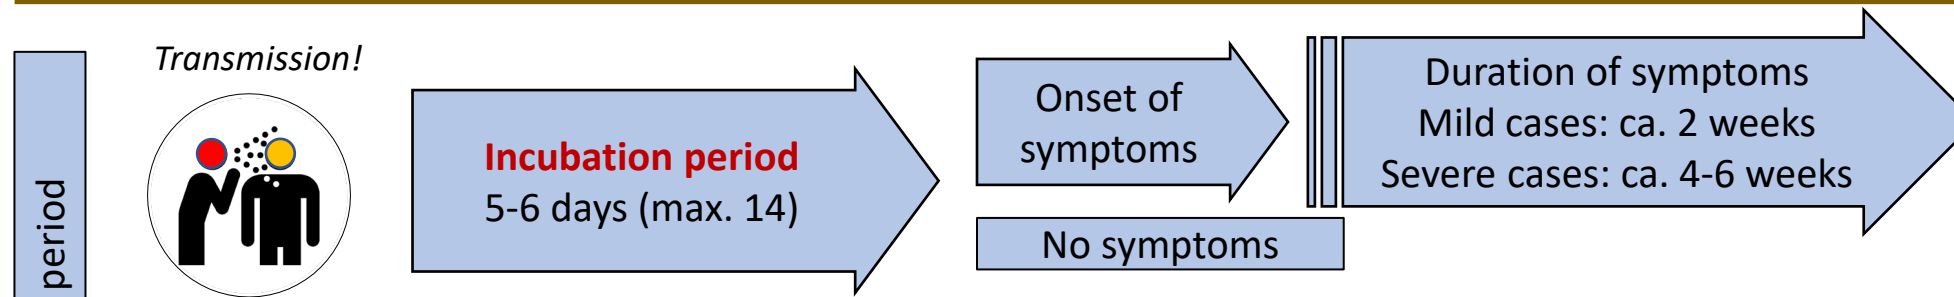 period
Transmission!
Incubation period
5-6 days (max. 14)
Onset of
symptoms
No symptoms
Duration of symptoms
Mild cases: ca. 2 weeks
Severe cases: ca. 4-6 weeks